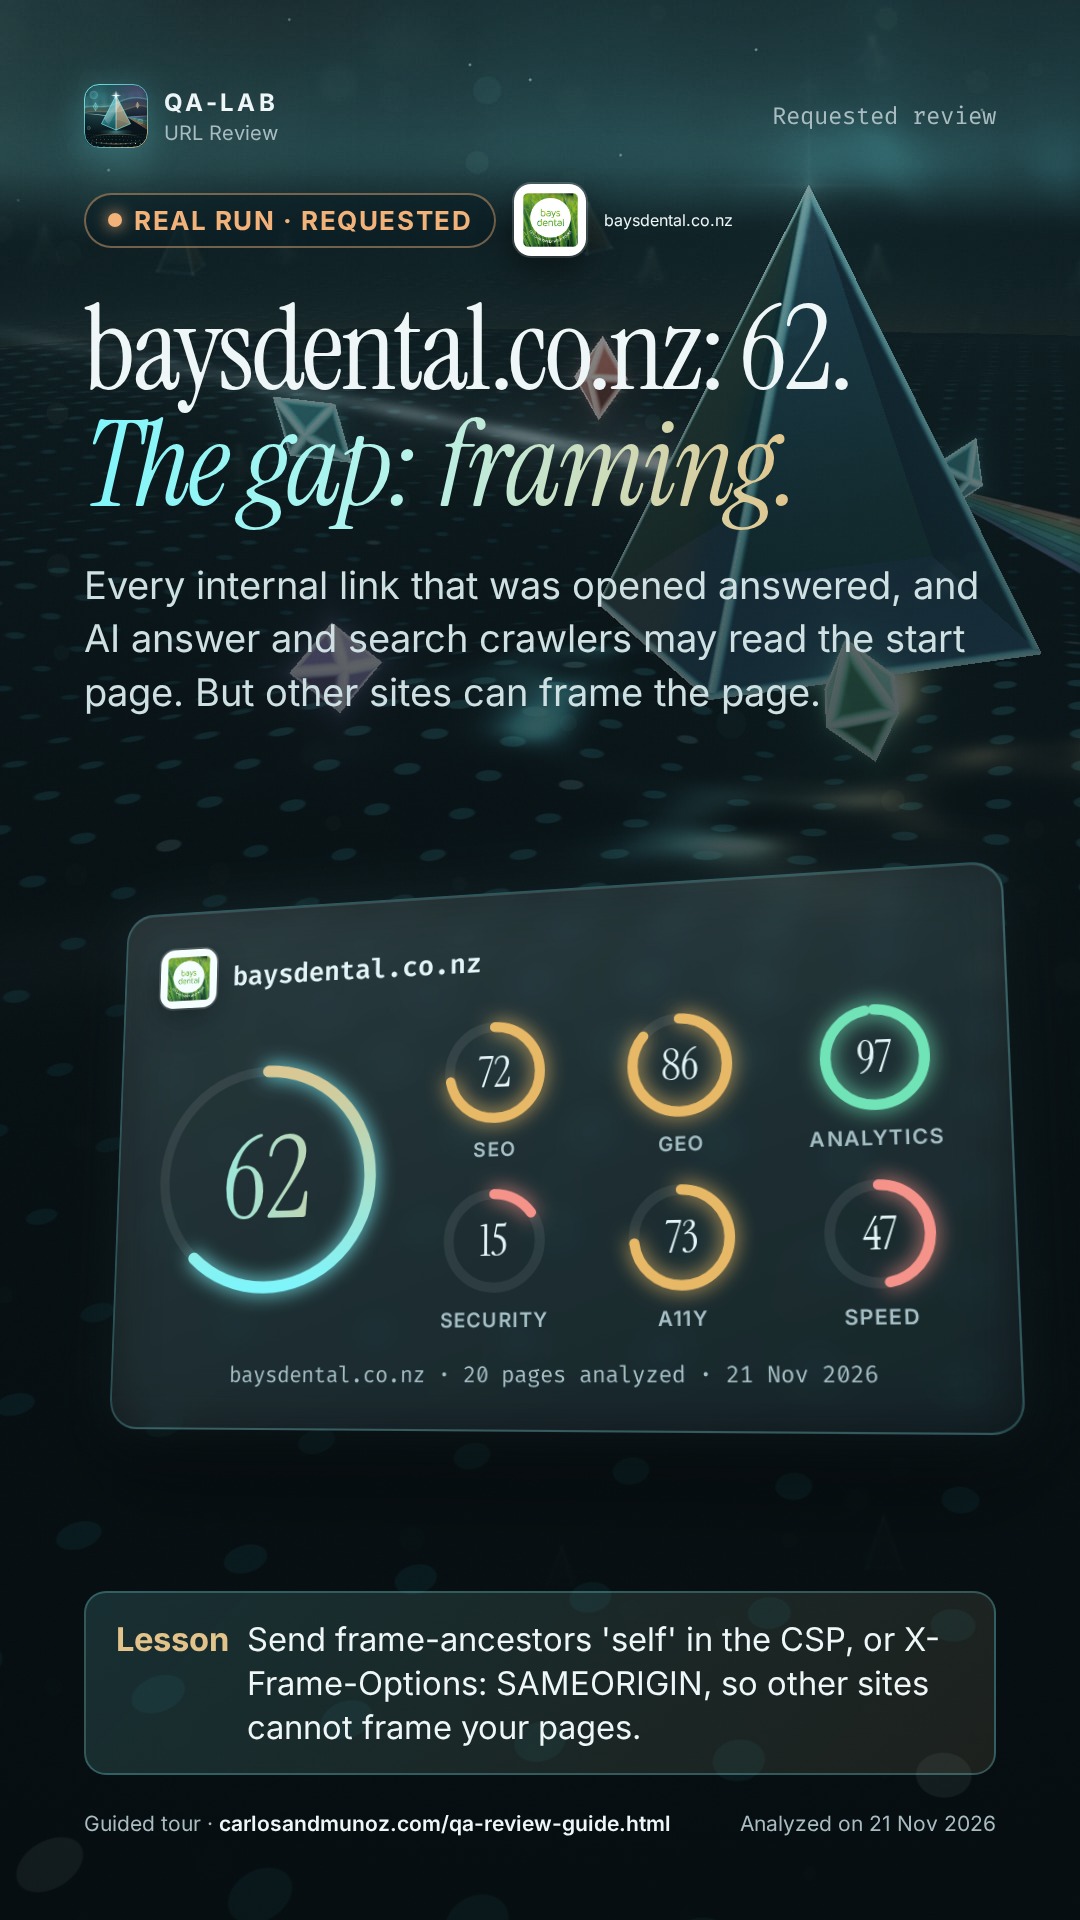 QA-LAB
URL Review
Requested review
REAL RUN · REQUESTED
bays
dental
baysdental.co.nz
baysdental.co.nz: 62.
The gap: framing.
Every internal link that was opened answered, and
AI answer and search crawlers may read the start
page. But other sites can frame the page.
bays
dental
baysdental.co.nz
62
72
SEO
86
GEO
97
ANALYTICS
15
SECURITY
73
A11Y
47
SPEED
baysdental.co.nz · 20 pages analyzed · 21 Nov 2026
Lesson
Send frame-ancestors 'self' in the CSP, or X-
Frame-Options: SAMEORIGIN, so other sites
cannot frame your pages.
Guided tour · carlosandmunoz.com/qa-review-guide.html
Analyzed on 21 Nov 2026